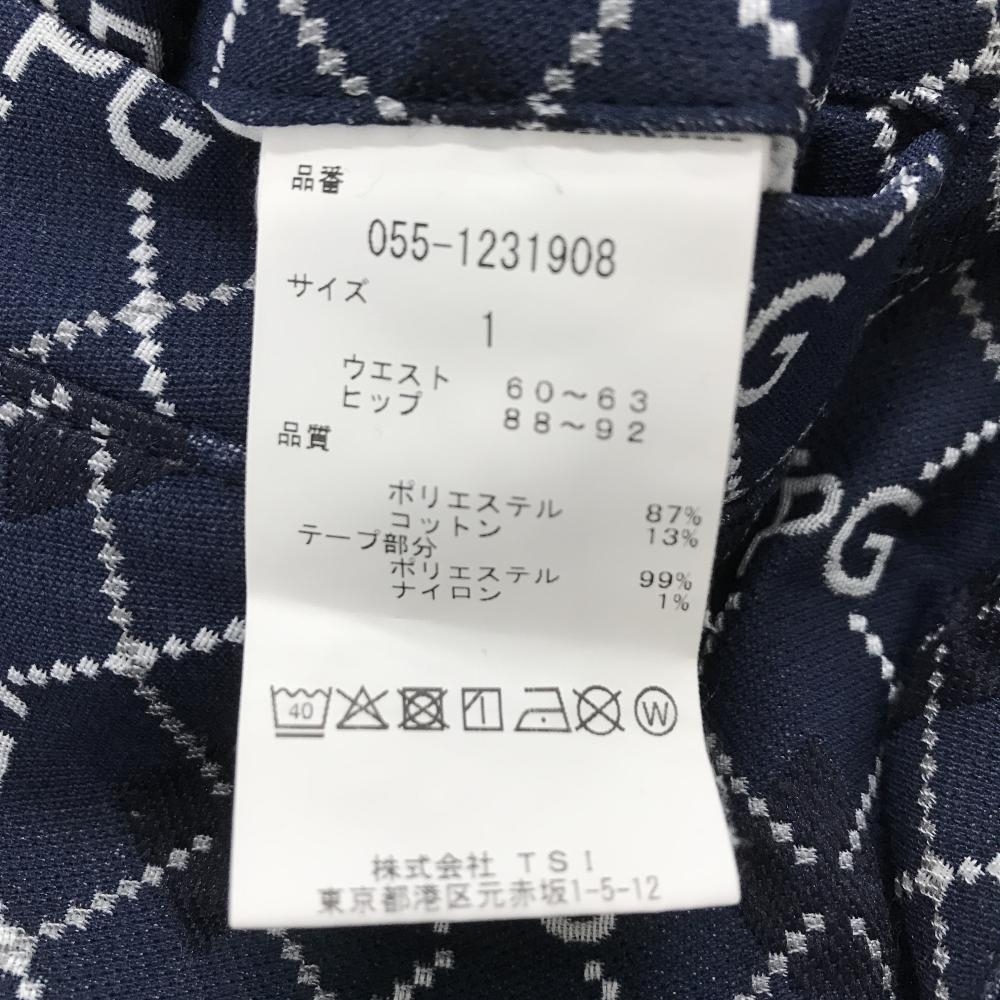 品番
055-1231908
サイズ
1
ウエスト 60～63
ヒップ 88～92
品質
ポリエステル 87%
コットン 13%
テープ部分
ポリエステル 99%
ナイロン 1%
40 W
株式会社 TSI
東京都港区元赤坂1-5-12
PG
G
PG